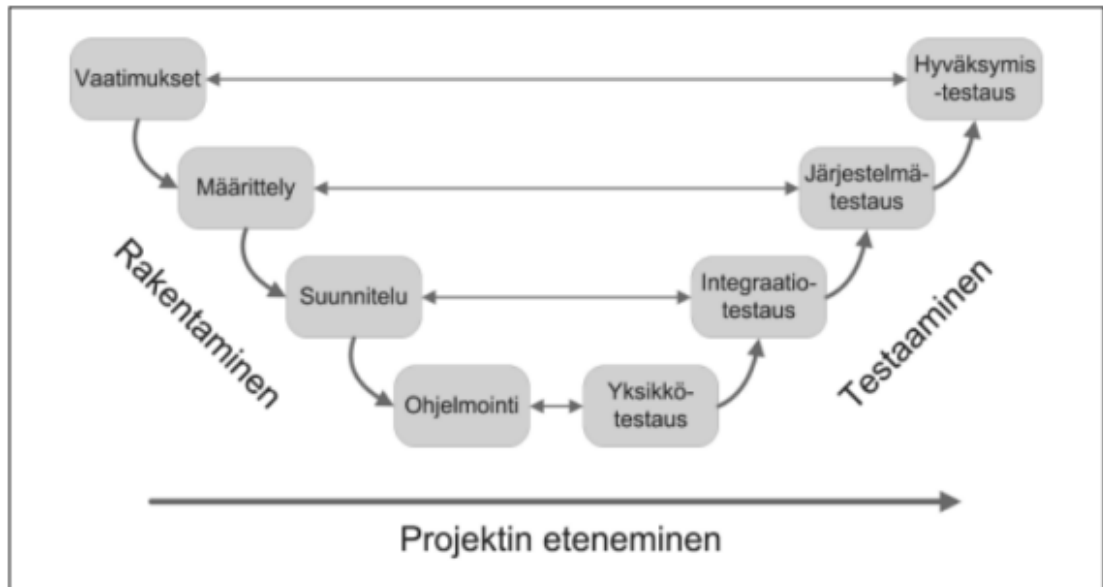 Vaatimukset
Hyväksymis
-testaus
Määrittely
Järjestelmä-
testaus
Rakentaminen
Suunnitelu
Integraatio-
testaus
Testaaminen
Ohjelmointi
Yksikkö-
testaus
Projektin eteneminen